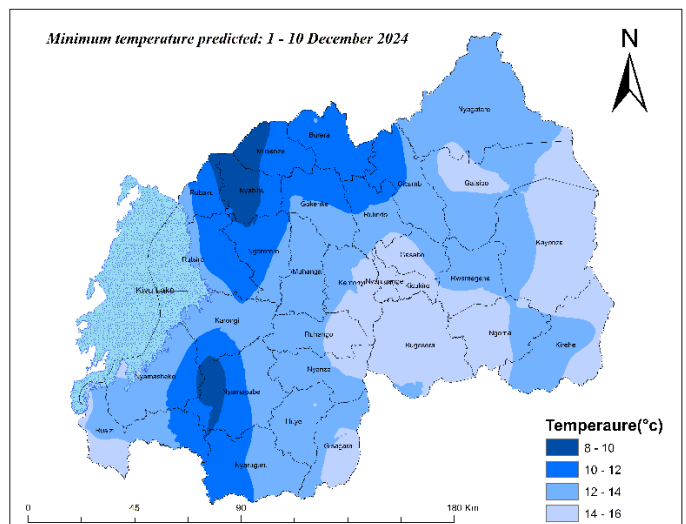 Minimum temperature predicted: 1 - 10 December 2024
N
Nyagatare
Burera
Musanze
Gatsibo
Rubavu
Nyabihu
Gicumbi
Gakenke
Rulindo
Kayonza
Ngororero
Rutsiro
Gasabo
Muhanga
Rwamagana
Kamonyi
Nyarugenge
Kicukiro
Kivu Lake
Karongi
Ruhango
Ngoma
Kirehe
Bugesera
Nyanza
Nyamasheke
Nyamagabe
Huye
Rusizi
Gisagara
Nyaruguru
Temperaure(°c)
8 - 10
10 - 12
12 - 14
14 - 16
0 45 90 180 Km